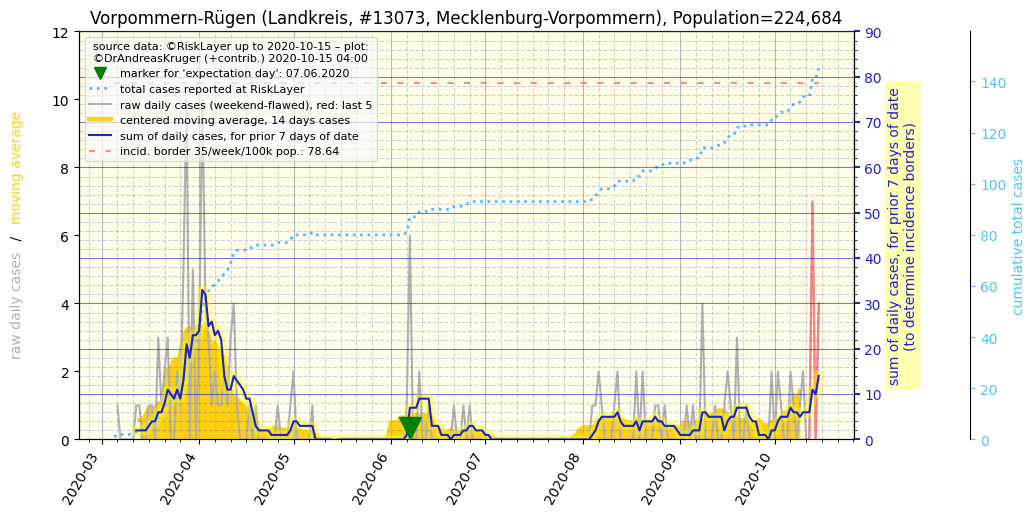 Vorpommern-Rügen (Landkreis, #13073, Mecklenburg-Vorpommern), Population=224,684
source data: ©RiskLayer up to 2020-10-15 – plot:
©DrAndreasKruger (+contrib.) 2020-10-15 04:00
marker for 'expectation day': 07.06.2020
total cases reported at RiskLayer
raw daily cases (weekend-flawed), red: last 5
centered moving average, 14 days cases
sum of daily cases, for prior 7 days of date
incid. border 35/week/100k pop.: 78.64
raw daily cases / moving average
12
10
8
6
4
2
0
90
80
70
60
50
40
30
20
10
0
sum of daily cases, for prior 7 days of date
(to determine incidence borders)
140
120
100
80
60
40
20
0
cumulative total cases
2020-03
2020-04
2020-05
2020-06
2020-07
2020-08
2020-09
2020-10